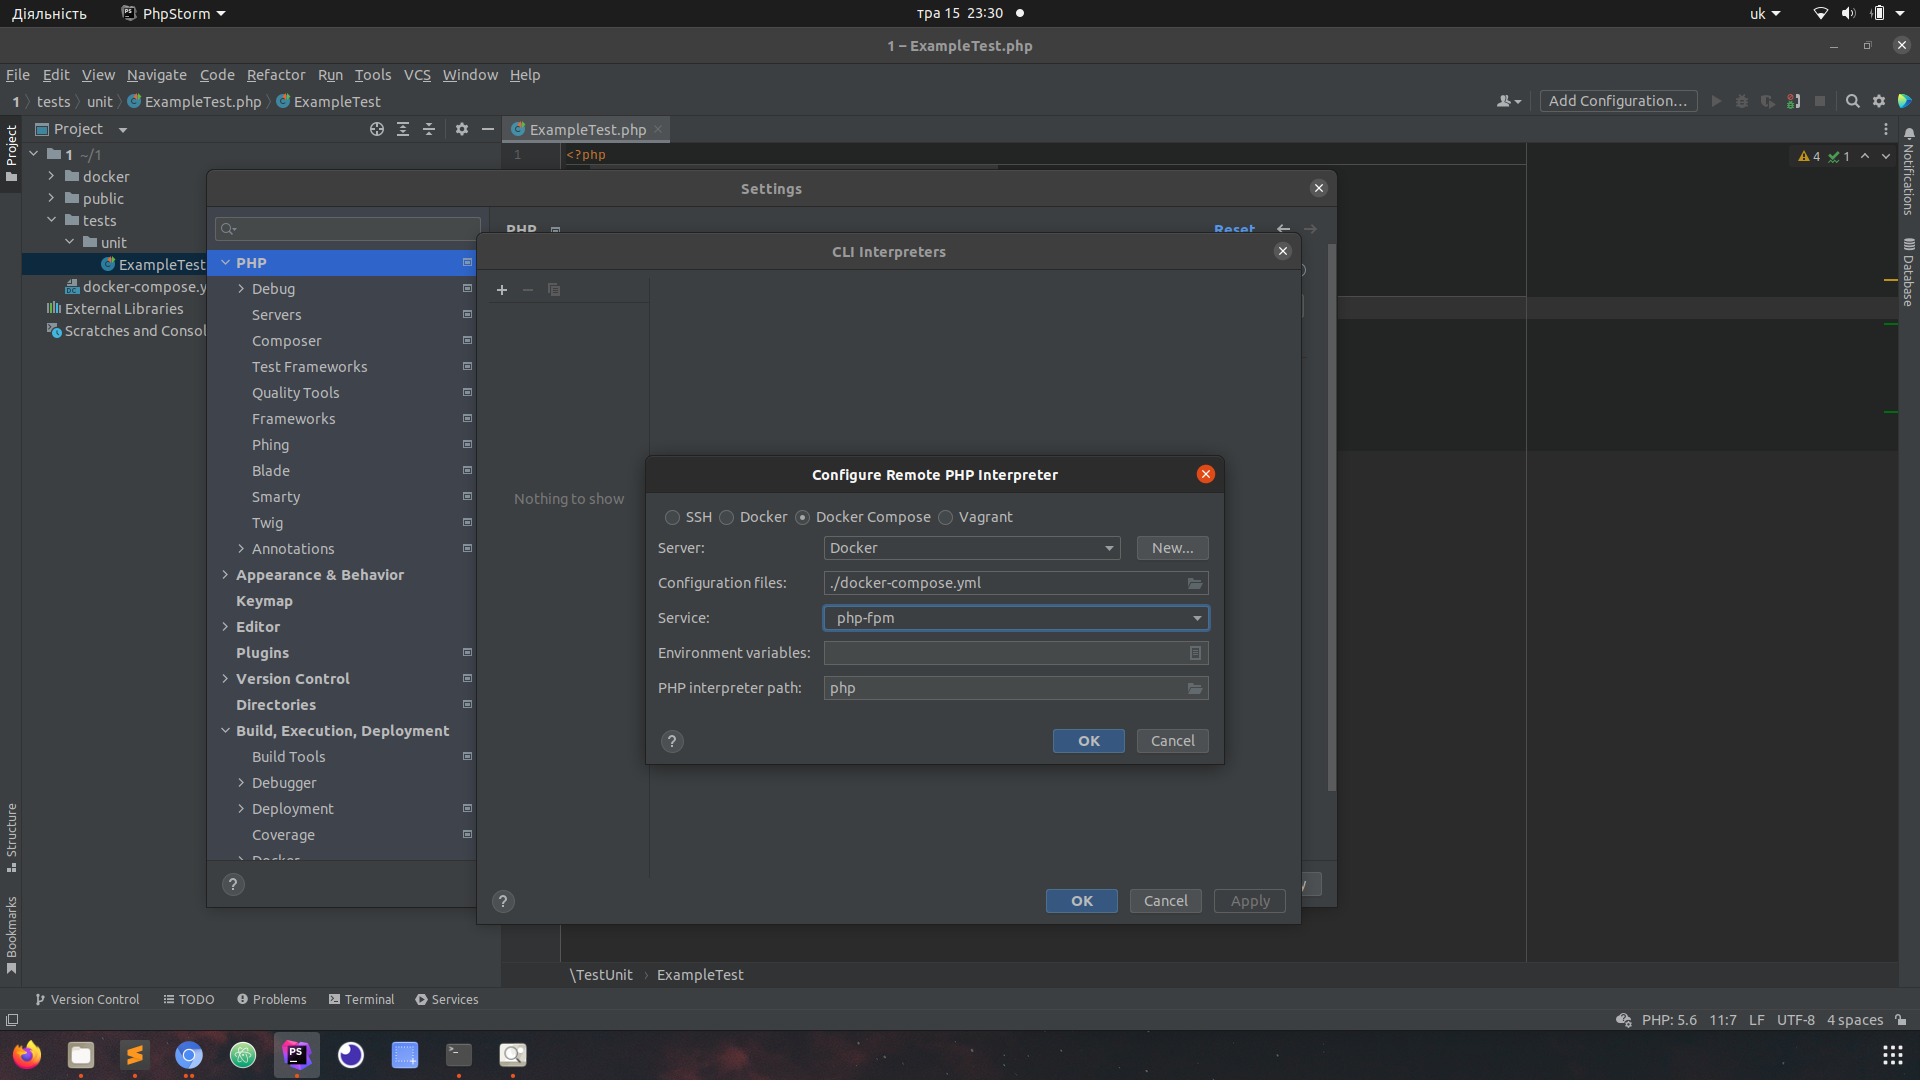 Діяльність PhpStorm тра 15 23:30 uk
1 – ExampleTest.php
File Edit View Navigate Code Refactor Run Tools VCS Window Help
1 tests unit ExampleTest.php ExampleTest Add Configuration...
Project ExampleTest.php
1 ~/1
docker
public
tests
unit
ExampleTest
docker-compose.y
External Libraries
Scratches and Consol
1 <?php
4 1
Project
Structure
Bookmarks
Notifications
Database
Settings
PHP Reset
PHP
Debug
Servers
Composer
Test Frameworks
Quality Tools
Frameworks
Phing
Blade
Smarty
Twig
Annotations
Appearance & Behavior
Keymap
Editor
Plugins
Version Control
Directories
Build, Execution, Deployment
Build Tools
Debugger
Deployment
Coverage
Docker
?
CLI Interpreters
Nothing to show
Configure Remote PHP Interpreter
SSH Docker Docker Compose Vagrant
Server: Docker New...
Configuration files: ./docker-compose.yml
Service: php-fpm
Environment variables:
PHP interpreter path: php
? OK Cancel
? OK Cancel Apply
y
\TestUnit ExampleTest
Version Control TODO Problems Terminal Services
PHP: 5.6 11:7 LF UTF-8 4 spaces
PS